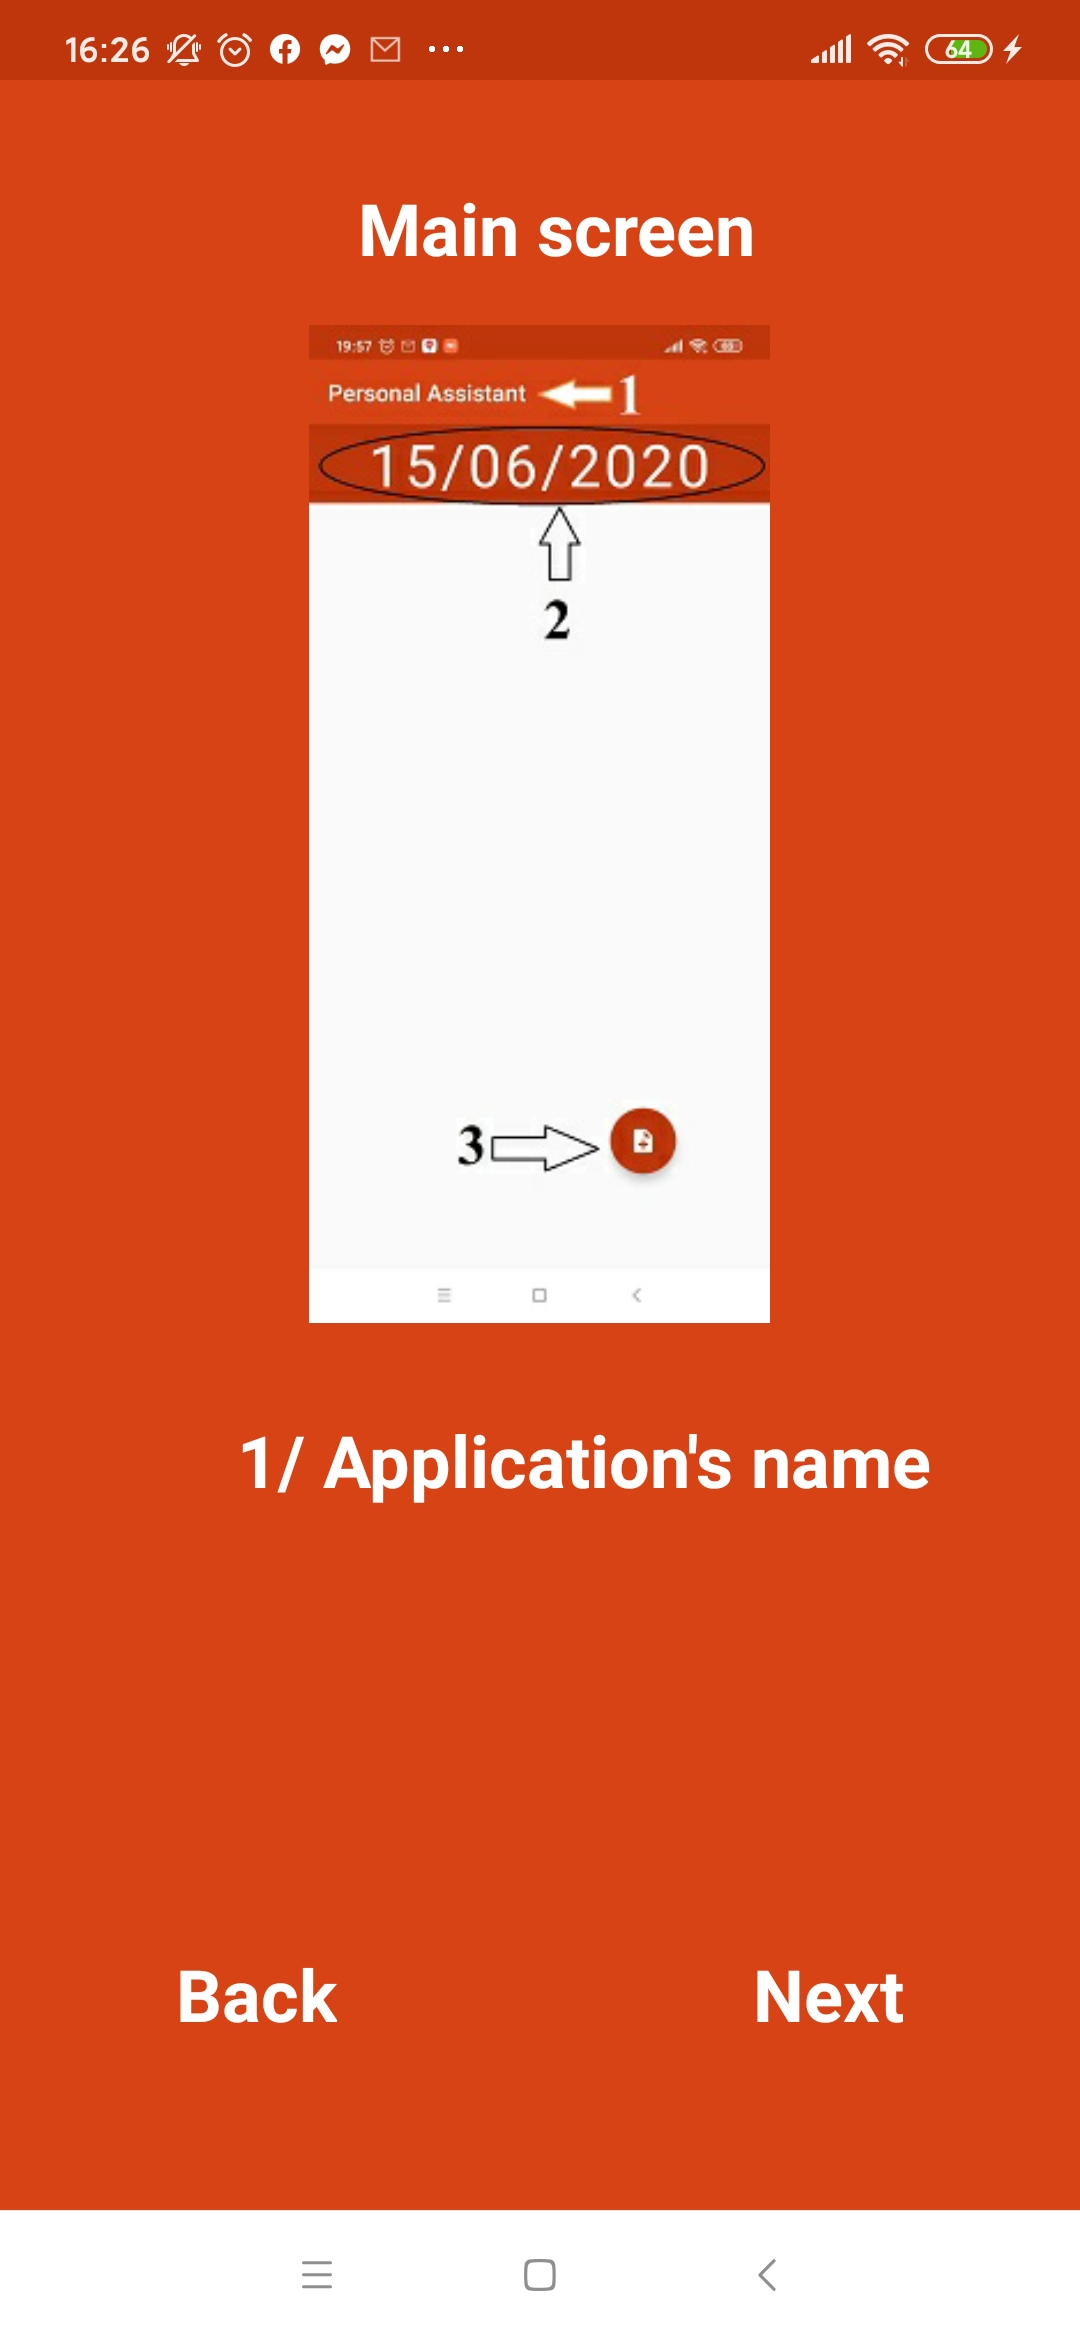 16:26
64
Main screen
19:57
Personal Assistant 1
15/06/2020
2
3
1/ Application's name
Back Next